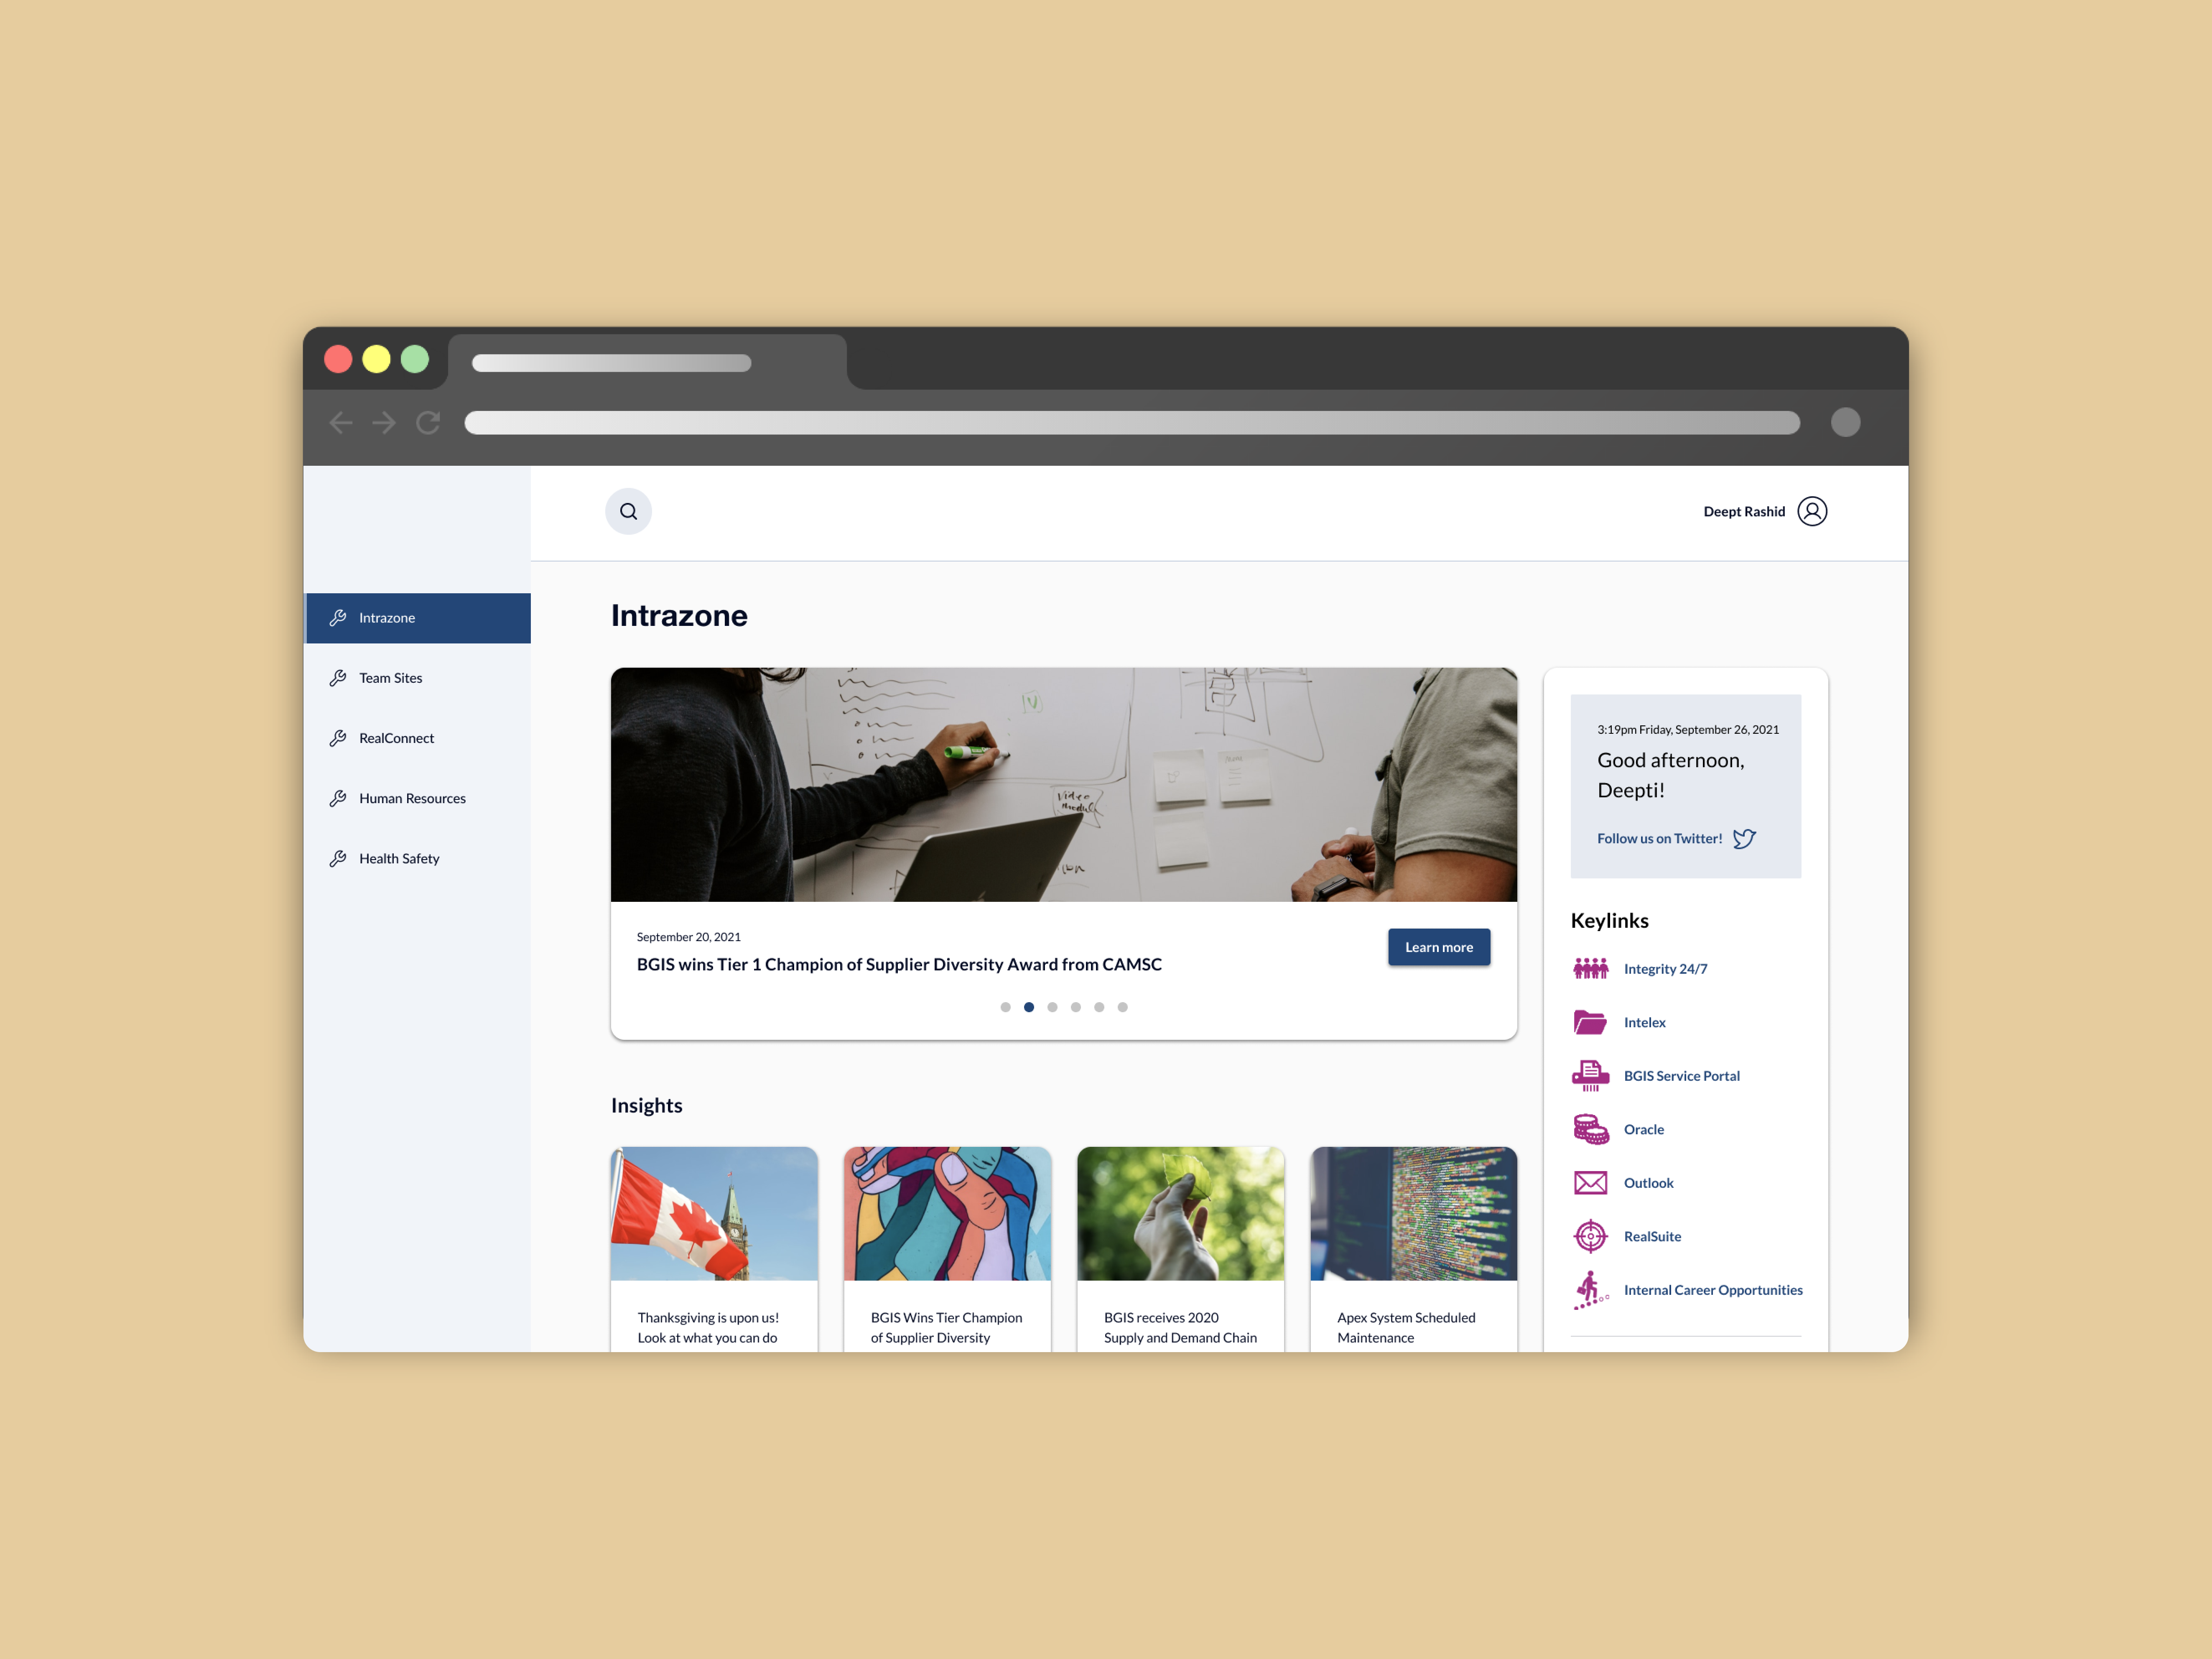 Deept Rashid
Intrazone
Team Sites
RealConnect
Human Resources
Health Safety
Intrazone
Video
Module
September 20, 2021
BGIS wins Tier 1 Champion of Supplier Diversity Award from CAMSC
Learn more
Insights
Thanksgiving is upon us!
Look at what you can do
BGIS Wins Tier Champion
of Supplier Diversity
BGIS receives 2020
Supply and Demand Chain
Apex System Scheduled
Maintenance
3:19pm Friday, September 26, 2021
Good afternoon,
Deepti!
Follow us on Twitter!
Keylinks
Integrity 24/7
Intelex
BGIS Service Portal
Oracle
Outlook
RealSuite
Internal Career Opportunities